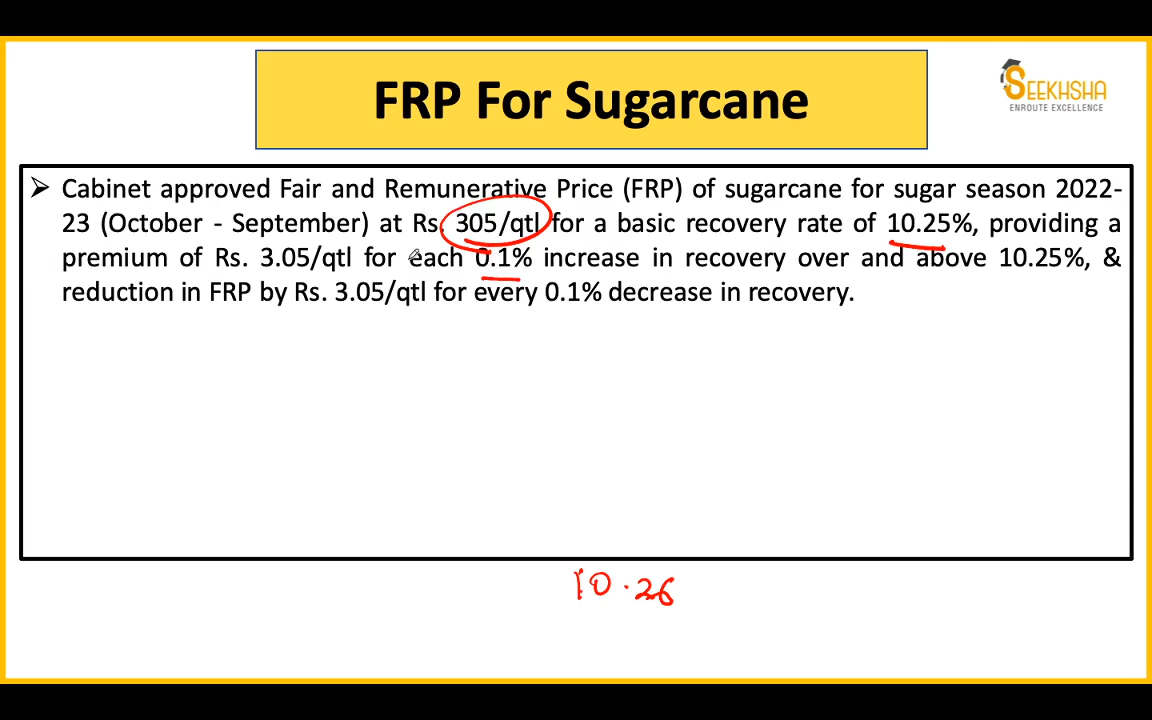 FRP For Sugarcane
SEEKHSHA
ENROUTE EXCELLENCE
➤ Cabinet approved Fair and Remunerative Price (FRP) of sugarcane for sugar season 2022-
23 (October - September) at Rs. 305/qtl for a basic recovery rate of 10.25%, providing a
premium of Rs. 3.05/qtl for each 0.1% increase in recovery over and above 10.25%, &
reduction in FRP by Rs. 3.05/qtl for every 0.1% decrease in recovery.
10.26